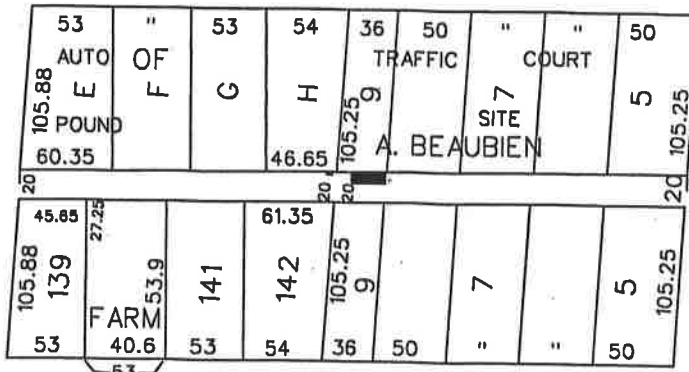 53 " 53 54 36 50 " " 50
AUTO OF TRAFFIC COURT
105.88 E F G H 105.25 9 7 5 105.25
SITE
POUND
A. BEAUBIEN
60.35 46.65
20 20 20 20
45.85 27.25 61.35
105.88 139 53.9 141 142 105.25 9 7 5 105.25
FARM
53 40.6 53 54 36 50 " " 50
53